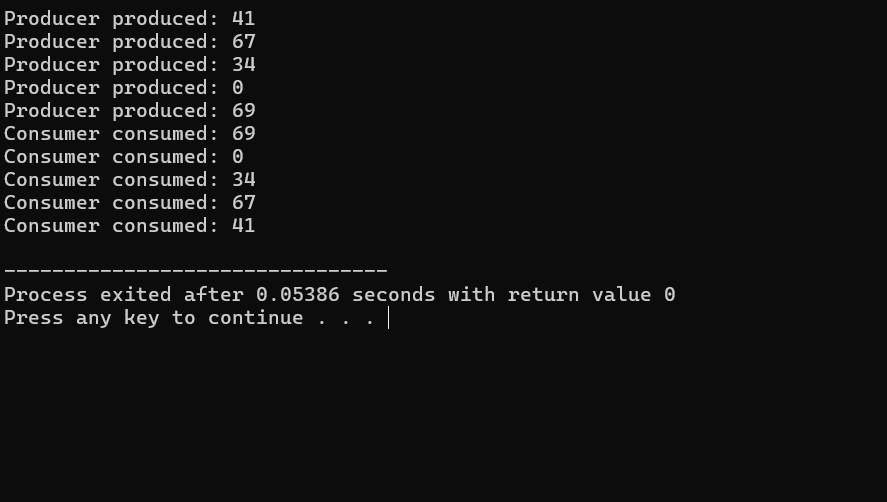 Producer produced: 41
Producer produced: 67
Producer produced: 34
Producer produced: 0
Producer produced: 69
Consumer consumed: 69
Consumer consumed: 0
Consumer consumed: 34
Consumer consumed: 67
Consumer consumed: 41
--------------------------------
Process exited after 0.05386 seconds with return value 0
Press any key to continue . . .